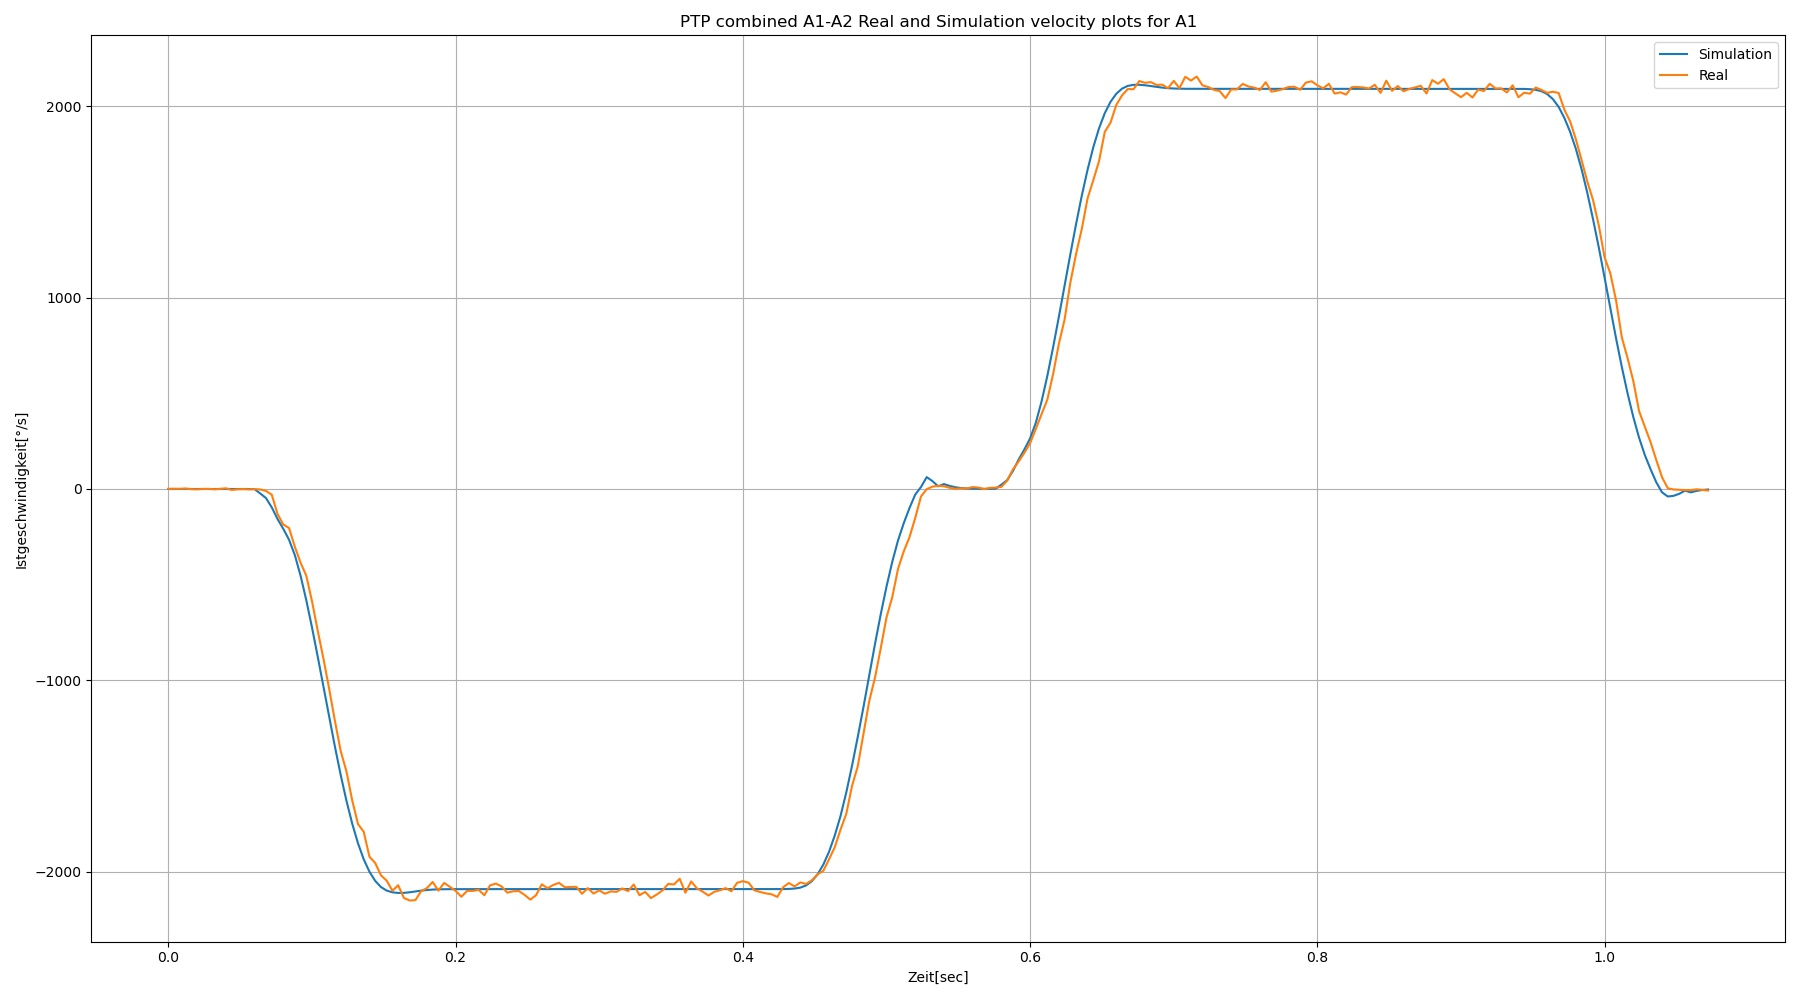 PTP combined A1-A2 Real and Simulation velocity plots for A1
Simulation
Real
2000
1000
0
−1000
−2000
Istgeschwindigkeit[°/s]
0.0 0.2 0.4 0.6 0.8 1.0
Zeit[sec]